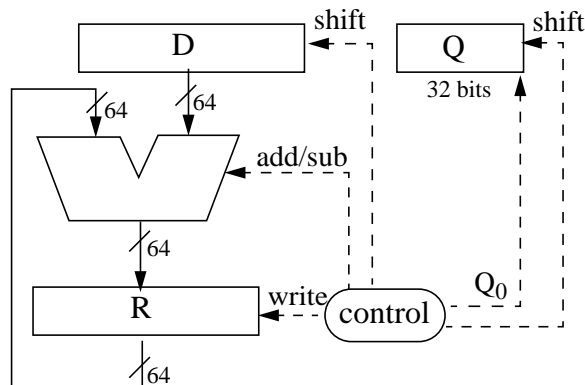 shift
shift
D
Q
64
64
32 bits
add/sub
64
write
Q0
R
control
64